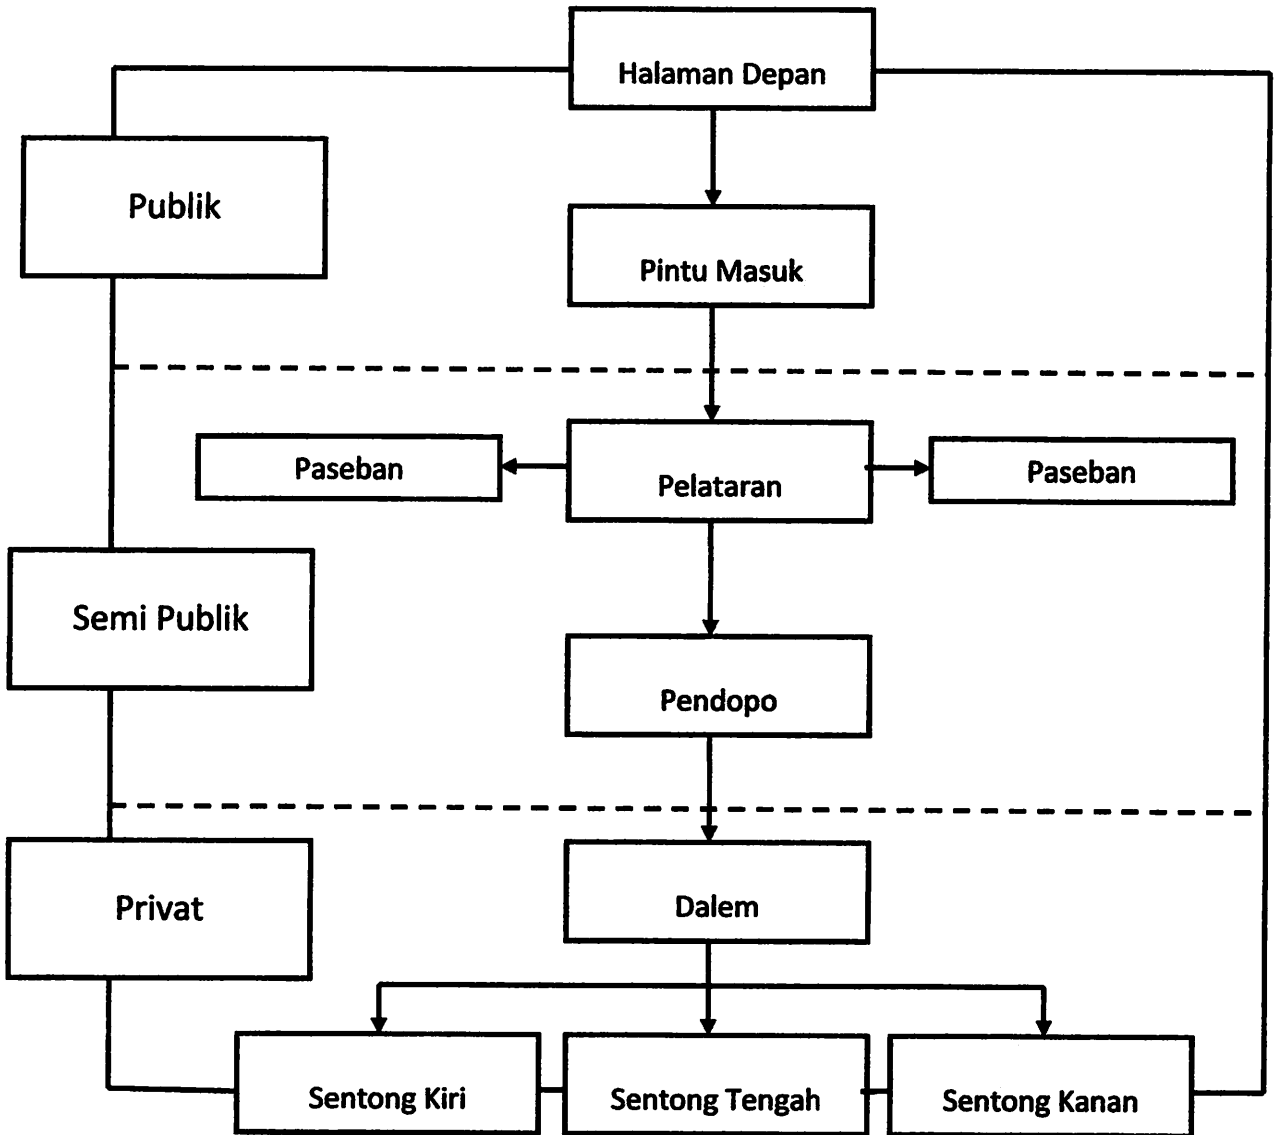 Halaman Depan
Publik
Pintu Masuk
Paseban
Pelataran
Paseban
Semi Publik
Pendopo
Privat
Dalem
Sentong Kiri
Sentong Tengah
Sentong Kanan